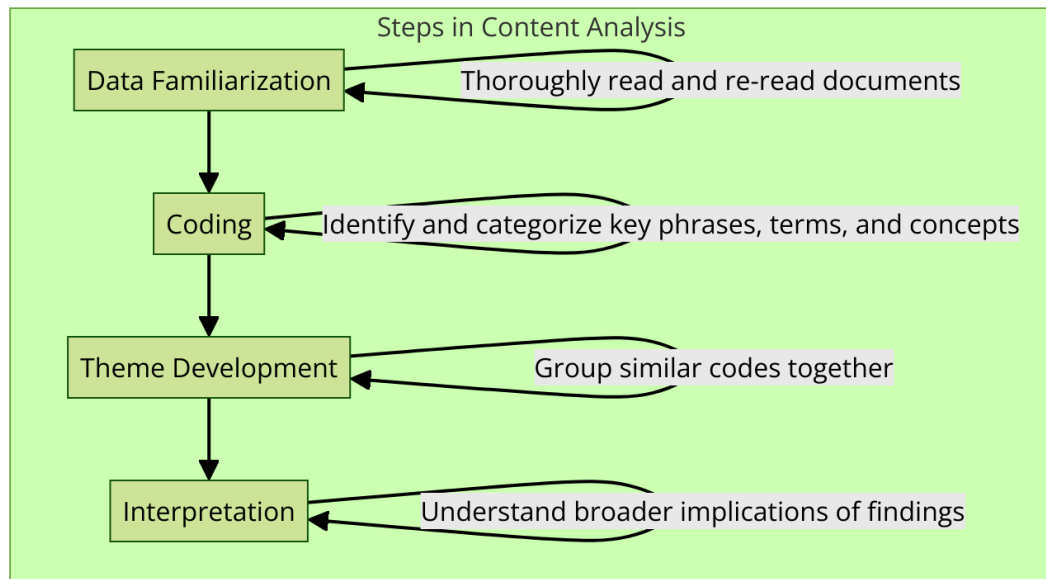 Steps in Content Analysis
Data Familiarization
Thoroughly read and re-read documents
Coding
Identify and categorize key phrases, terms, and concepts
Theme Development
Group similar codes together
Interpretation
Understand broader implications of findings